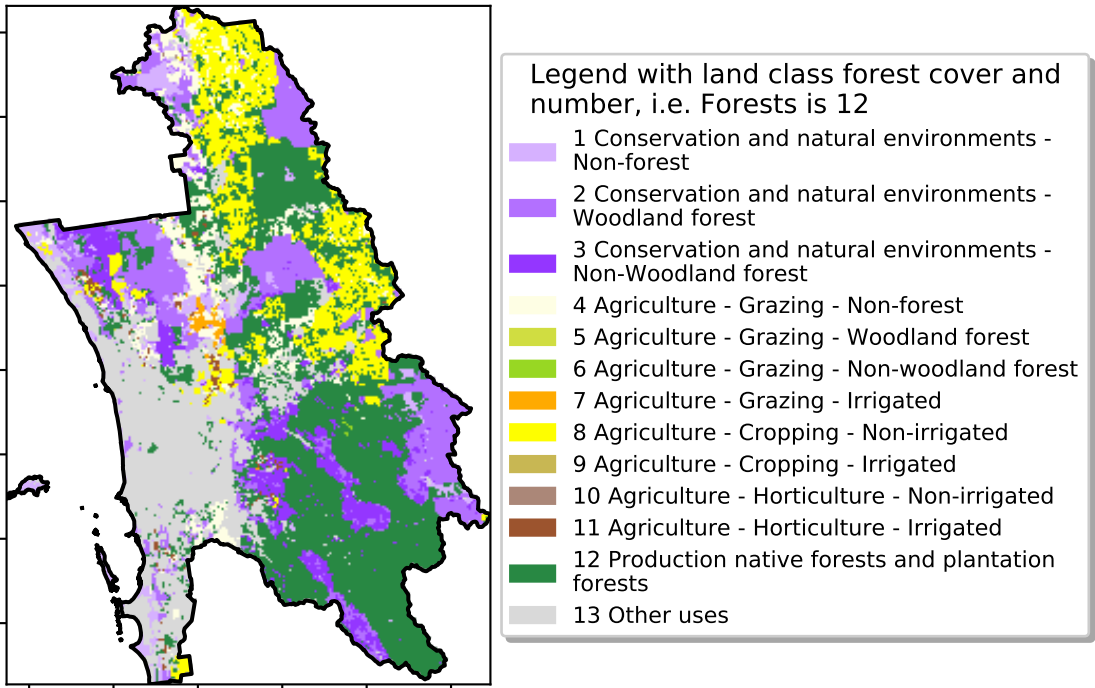 Legend with land class forest cover and
number, i.e. Forests is 12
1 Conservation and natural environments -
Non-forest
2 Conservation and natural environments -
Woodland forest
3 Conservation and natural environments -
Non-Woodland forest
4 Agriculture - Grazing - Non-forest
5 Agriculture - Grazing - Woodland forest
6 Agriculture - Grazing - Non-woodland forest
7 Agriculture - Grazing - Irrigated
8 Agriculture - Cropping - Non-irrigated
9 Agriculture - Cropping - Irrigated
10 Agriculture - Horticulture - Non-irrigated
11 Agriculture - Horticulture - Irrigated
12 Production native forests and plantation
forests
13 Other uses